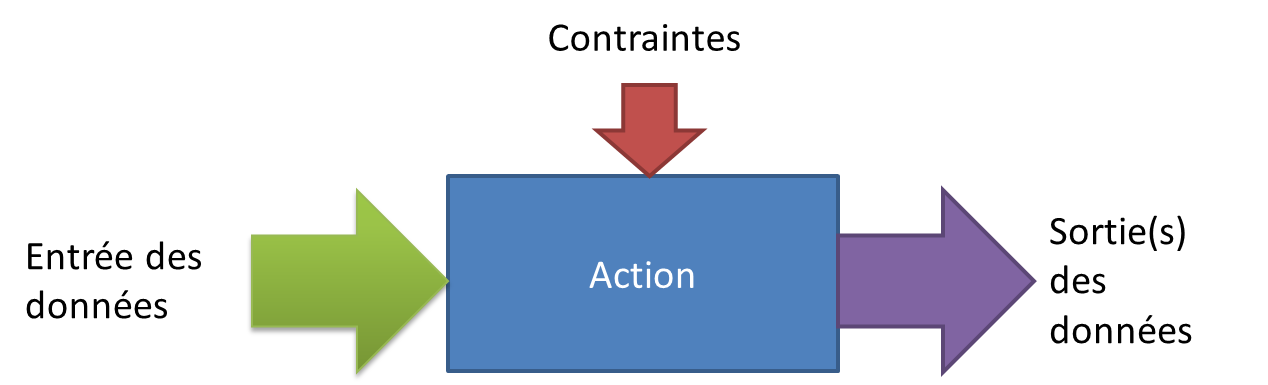 Contraintes
Entrée des
données
Action
Sortie(s)
des
données